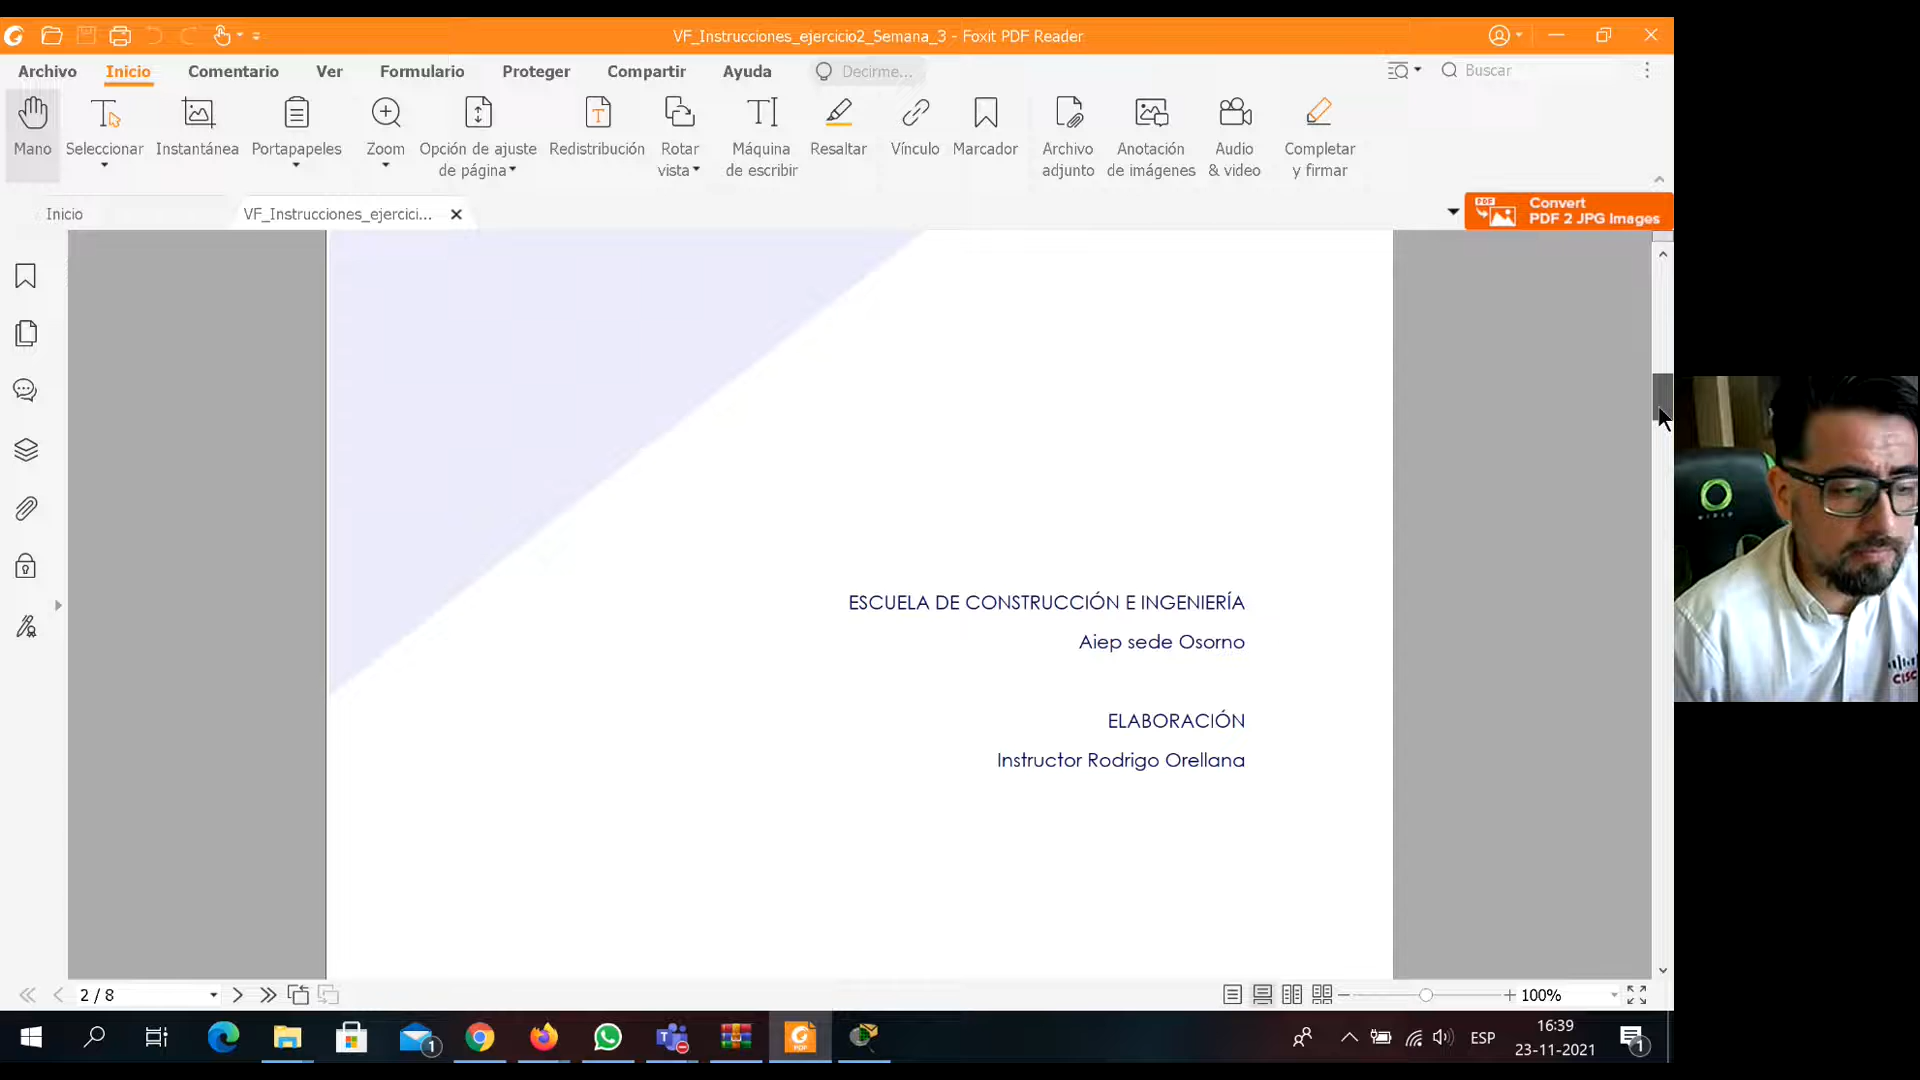 VF_Instrucciones_ejercicio2_Semana_3 - Foxit PDF Reader
Archivo Inicio Comentario Ver Formulario Proteger Compartir Ayuda Decirme... Buscar
Mano Seleccionar Instantánea Portapapeles Zoom Opción de ajuste de página Redistribución Rotar vista Máquina de escribir Resaltar Vínculo Marcador Archivo adjunto Anotación de imágenes Audio & video Completar y firmar
Inicio VF_Instrucciones_ejercici...
Convert
PDF 2 JPG Images
ESCUELA DE CONSTRUCCIÓN E INGENIERÍA
Aiep sede Osorno
ELABORACIÓN
Instructor Rodrigo Orellana
2 / 8 100%
ESP
16:39
23-11-2021
1
1